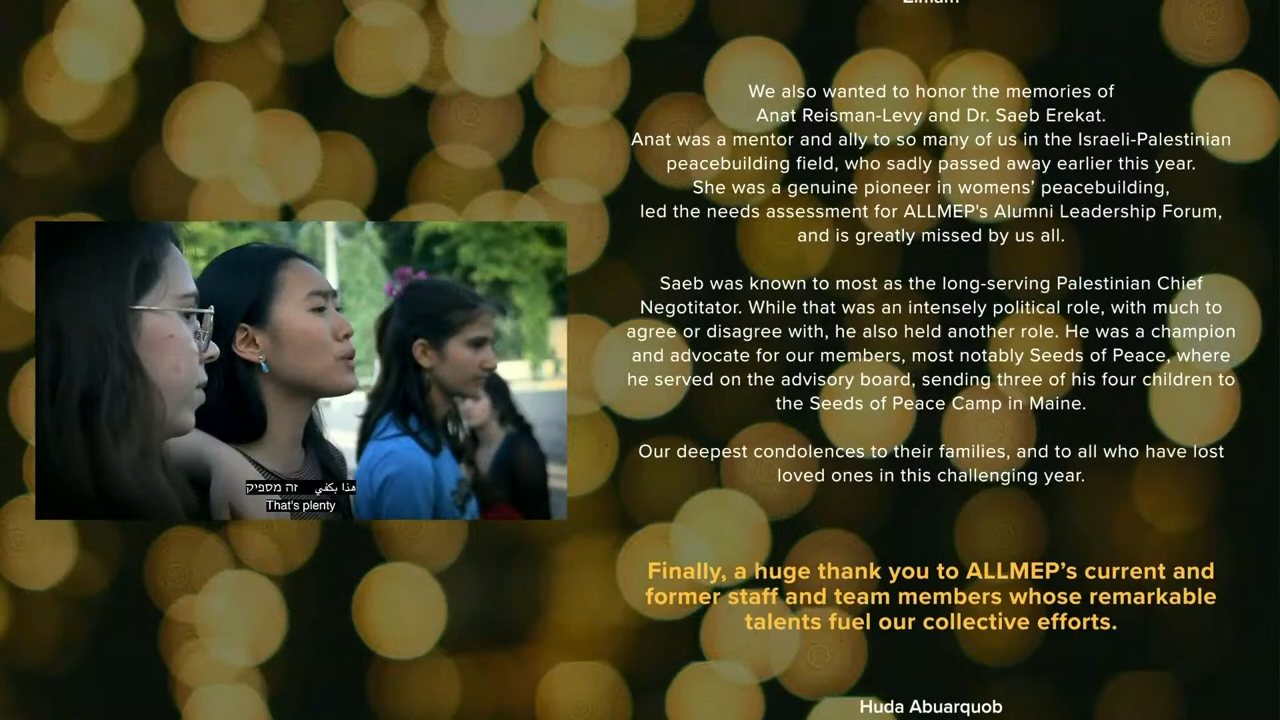 Elmam
We also wanted to honor the memories of
Anat Reisman-Levy and Dr. Saeb Erekat.
Anat was a mentor and ally to so many of us in the Israeli-Palestinian
peacebuilding field, who sadly passed away earlier this year.
She was a genuine pioneer in womens’ peacebuilding,
led the needs assessment for ALLMEP's Alumni Leadership Forum,
and is greatly missed by us all.
Saeb was known to most as the long-serving Palestinian Chief
Negotitator. While that was an intensely political role, with much to
agree or disagree with, he also held another role. He was a champion
and advocate for our members, most notably Seeds of Peace, where
he served on the advisory board, sending three of his four children to
the Seeds of Peace Camp in Maine.
Our deepest condolences to their families, and to all who have lost
loved ones in this challenging year.
هذا بكفي זה מספיק
That's plenty
Finally, a huge thank you to ALLMEP’s current and
former staff and team members whose remarkable
talents fuel our collective efforts.
Huda Abuarquob